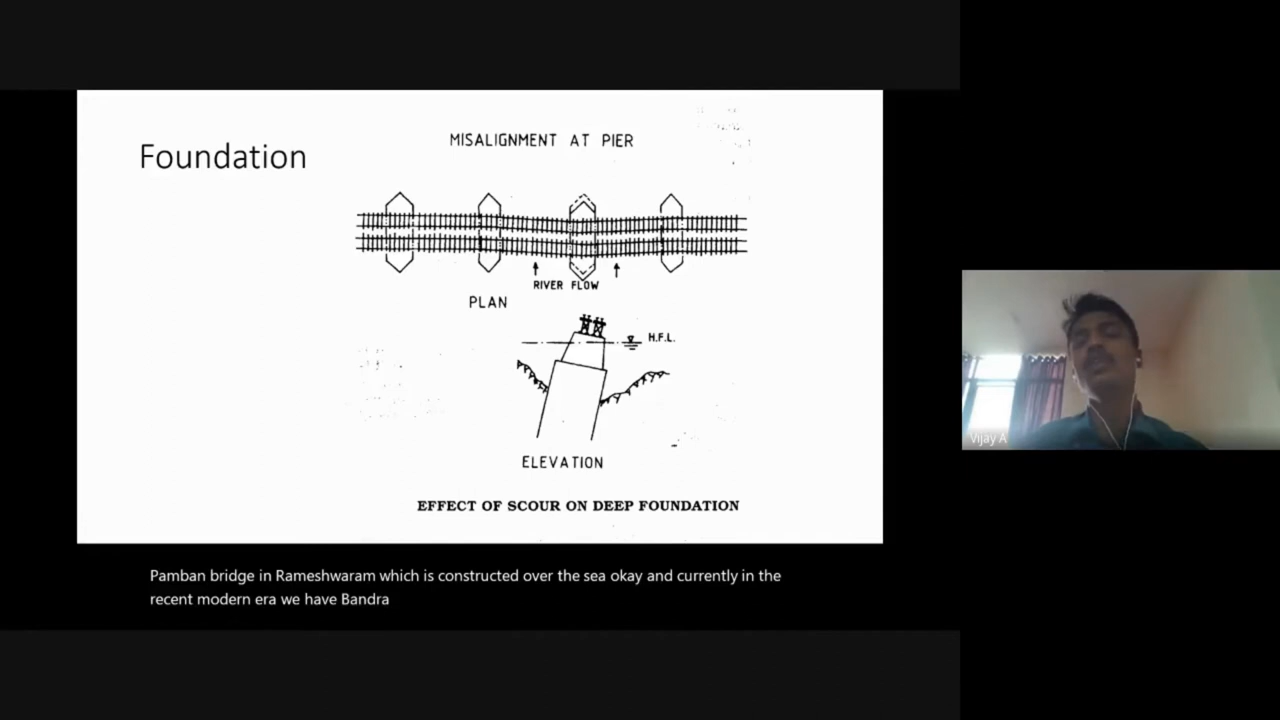 Foundation
MISALIGNMENT AT PIER
RIVER FLOW
PLAN
H.F.L.
ELEVATION
EFFECT OF SCOUR ON DEEP FOUNDATION
Vijay A
Pamban bridge in Rameshwaram which is constructed over the sea okay and currently in the
recent modern era we have Bandra